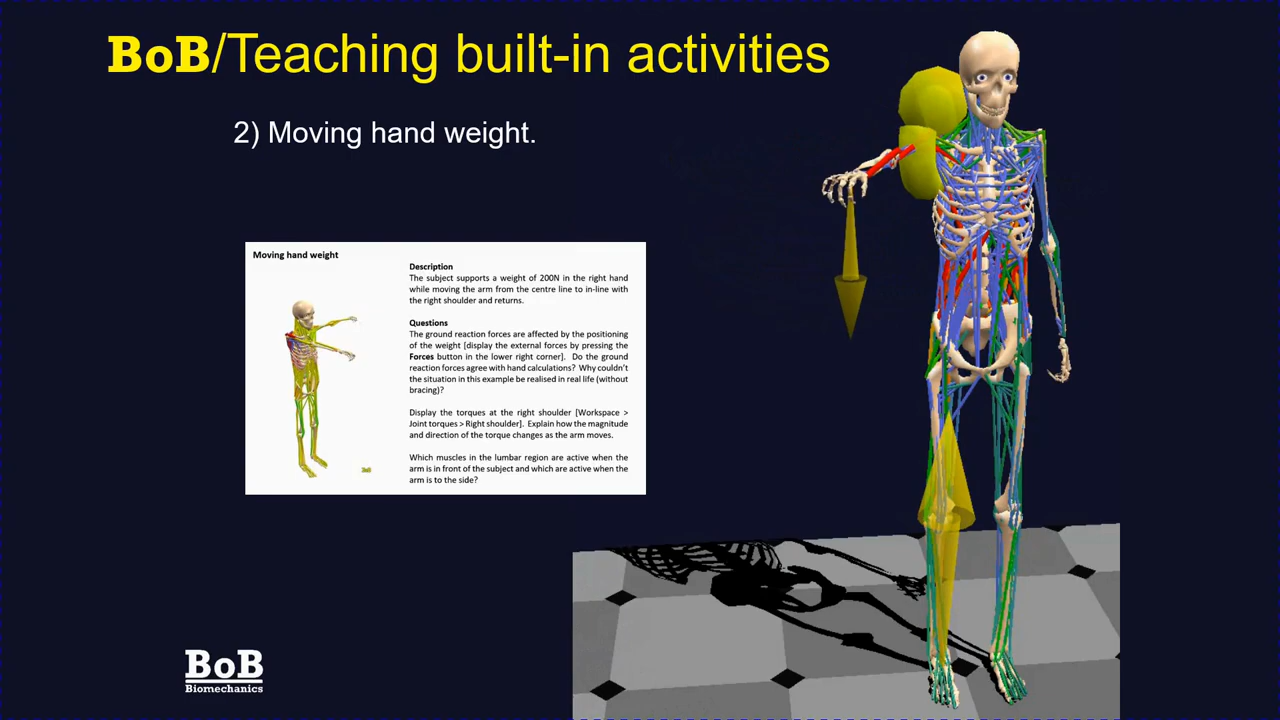 BoB/Teaching built-in activities
2) Moving hand weight.
Moving hand weight
Description
The subject supports a weight of 200N in the right hand
while moving the arm from the centre line to in-line with
the right shoulder and returns.
Questions
The ground reaction forces are affected by the positioning
of the weight [display the external forces by pressing the
Forces button in the lower right corner]. Do the ground
reaction forces agree with hand calculations? Why couldn't
the situation in this example be realised in real life (without
bracing)?
Display the torques at the right shoulder [Workspace >
Joint torques > Right shoulder]. Explain how the magnitude
and direction of the torque changes as the arm moves.
Which muscles in the lumbar region are active when the
arm is in front of the subject and which are active when the
arm is to the side?
BoB
BoB
Biomechanics